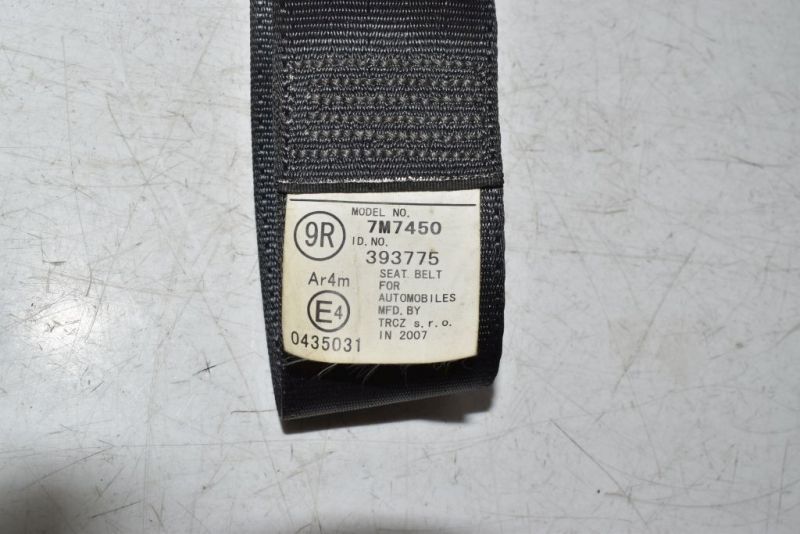 MODEL NO.
7M7450
9R
ID.NO.
393775
Ar4m
SEAT BELT
FOR
AUTOMOBILES
E4
MFD. BY
TRCZ s.r.o.
0435031
IN 2007